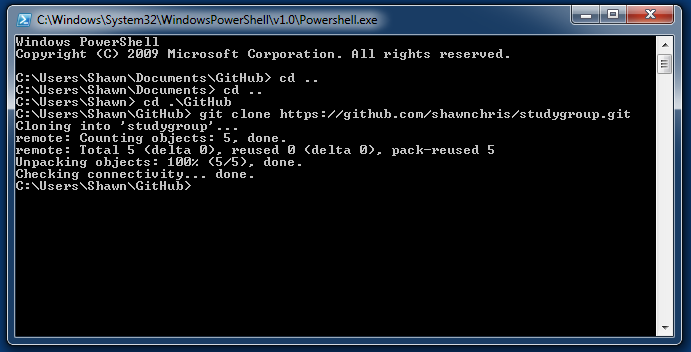 C:\Windows\System32\WindowsPowerShell\v1.0\Powershell.exe
Windows PowerShell
Copyright (C) 2009 Microsoft Corporation. All rights reserved.
C:\Users\Shawn\Documents\GitHub> cd ..
C:\Users\Shawn\Documents> cd ..
C:\Users\Shawn> cd .\GitHub
C:\Users\Shawn\GitHub> git clone https://github.com/shawnchris/studygroup.git
Cloning into 'studygroup'...
remote: Counting objects: 5, done.
remote: Total 5 (delta 0), reused 0 (delta 0), pack-reused 5
Unpacking objects: 100% (5/5), done.
Checking connectivity... done.
C:\Users\Shawn\GitHub>